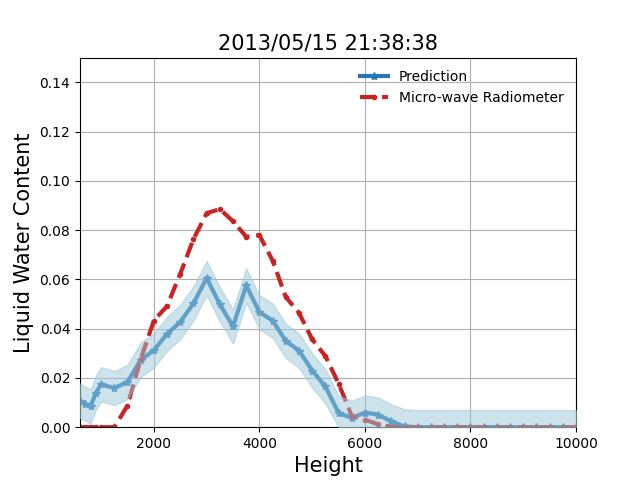 2013/05/15 21:38:38
Prediction
Micro-wave Radiometer
Liquid Water Content
0.14
0.12
0.10
0.08
0.06
0.04
0.02
0.00
2000 4000 6000 8000 10000
Height